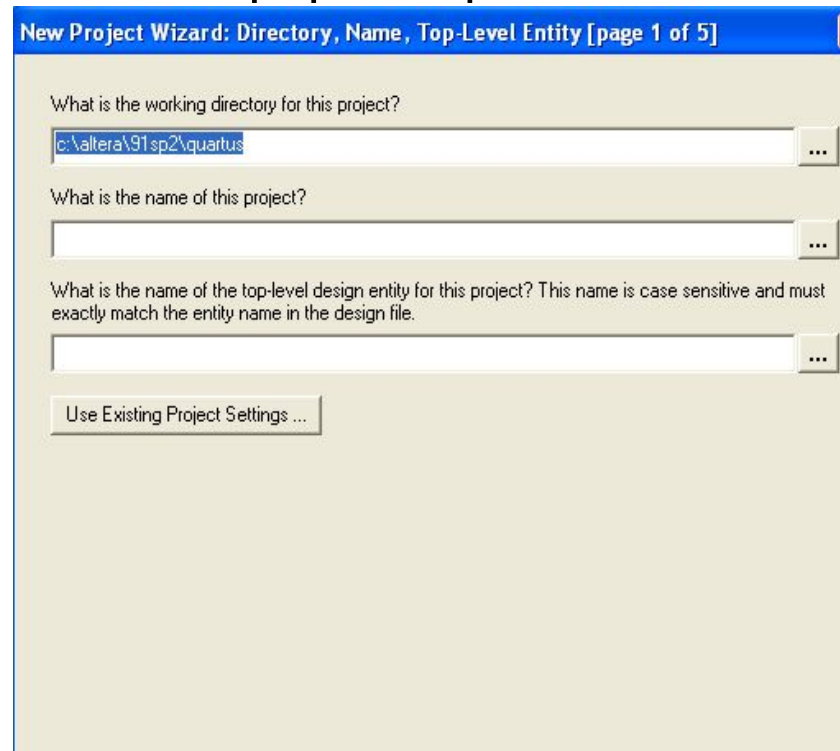 New Project Wizard: Directory, Name, Top-Level Entity [page 1 of 5]
What is the working directory for this project?
c:\altera\91sp2\quartus
...
What is the name of this project?
...
What is the name of the top-level design entity for this project? This name is case sensitive and must
exactly match the entity name in the design file.
...
Use Existing Project Settings ...